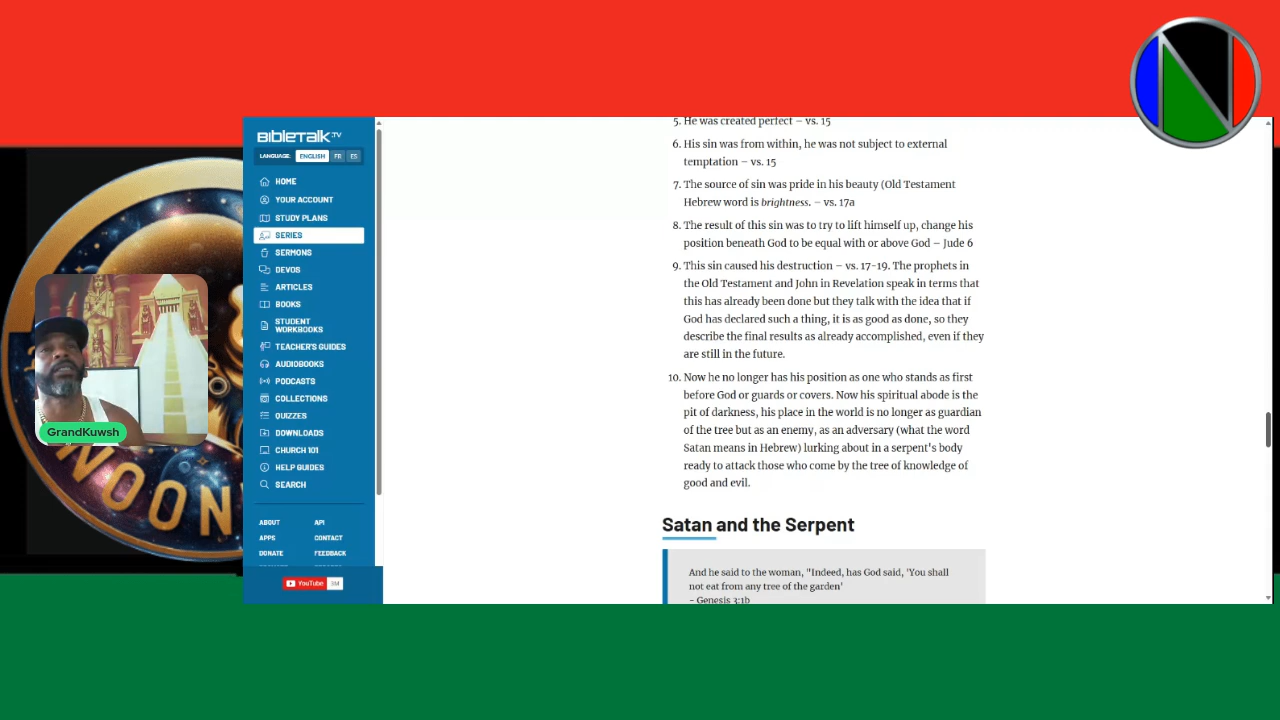 BIBLETALK.TV
LANGUAGE: ENGLISH FR ES
HOME
YOUR ACCOUNT
STUDY PLANS
SERIES
SERMONS
DEVOS
ARTICLES
BOOKS
STUDENT
WORKBOOKS
TEACHER'S GUIDES
AUDIOBOOKS
PODCASTS
COLLECTIONS
QUIZZES
DOWNLOADS
CHURCH 101
HELP GUIDES
SEARCH
ABOUT API
APPS CONTACT
DONATE FEEDBACK
YouTube
5. He was created perfect – vs. 15
6. His sin was from within, he was not subject to external
temptation – vs. 15
7. The source of sin was pride in his beauty (Old Testament
Hebrew word is brightness. – vs. 17a
8. The result of this sin was to try to lift himself up, change his
position beneath God to be equal with or above God – Jude 6
9. This sin caused his destruction – vs. 17-19. The prophets in
the Old Testament and John in Revelation speak in terms that
this has already been done but they talk with the idea that if
God has declared such a thing, it is as good as done, so they
describe the final results as already accomplished, even if they
are still in the future.
10. Now he no longer has his position as one who stands as first
before God or guards or covers. Now his spiritual abode is the
pit of darkness, his place in the world is no longer as guardian
of the tree but as an enemy, as an adversary (what the word
Satan means in Hebrew) lurking about in a serpent's body
ready to attack those who come by the tree of knowledge of
good and evil.
Satan and the Serpent
And he said to the woman, "Indeed, has God said, 'You shall
not eat from any tree of the garden'
- Genesis 3:1b
GrandKuwsh
NOON
N